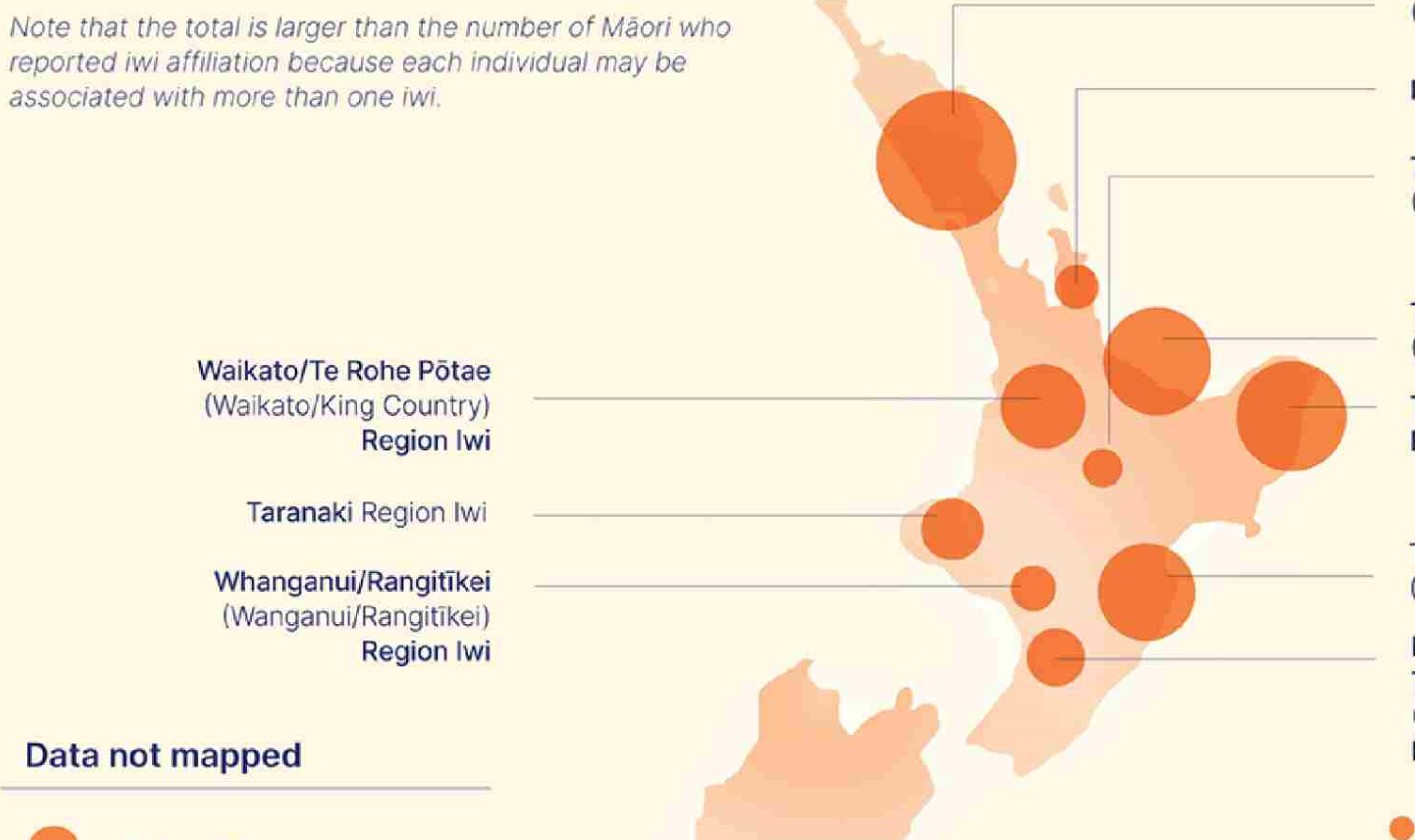 Note that the total is larger than the number of Māori who
reported iwi affiliation because each individual may be
associated with more than one iwi.
Waikato/Te Rohe Pōtae
(Waikato/King Country)
Region Iwi
Taranaki Region Iwi
Whanganui/Rangitīkei
(Wanganui/Rangitīkei)
Region Iwi
Data not mapped